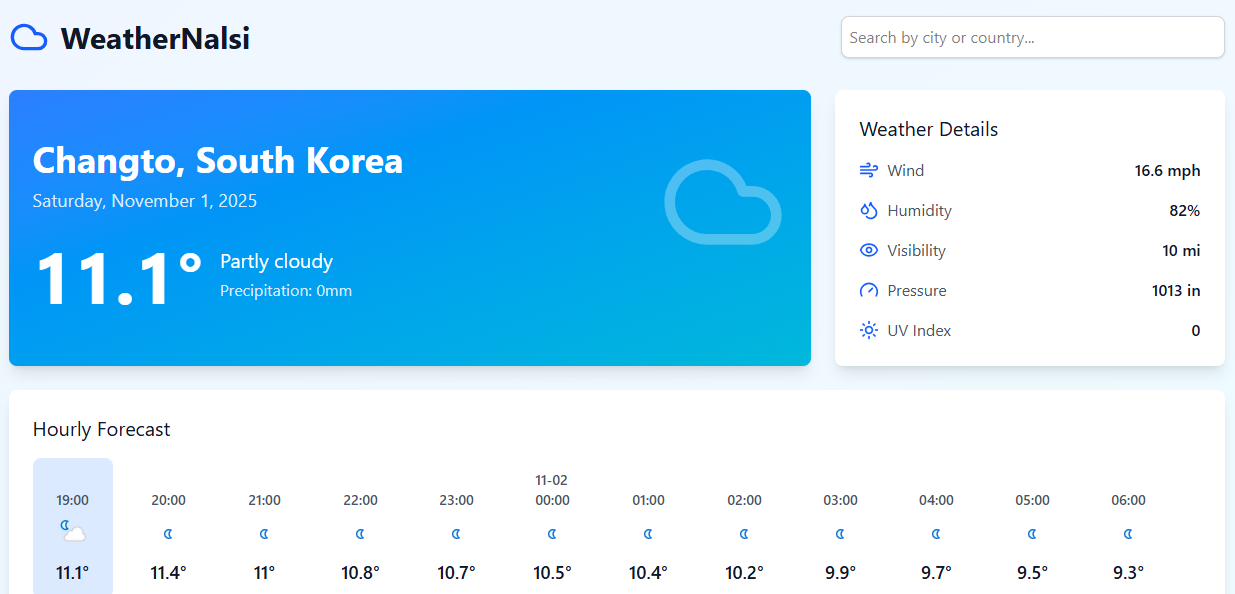 WeatherNalsi
Search by city or country...
Changto, South Korea
Saturday, November 1, 2025
11.1°
Partly cloudy
Precipitation: 0mm
Weather Details
Wind 16.6 mph
Humidity 82%
Visibility 10 mi
Pressure 1013 in
UV Index 0
Hourly Forecast
11-02
19:00 20:00 21:00 22:00 23:00 00:00 01:00 02:00 03:00 04:00 05:00 06:00
11.1° 11.4° 11° 10.8° 10.7° 10.5° 10.4° 10.2° 9.9° 9.7° 9.5° 9.3°